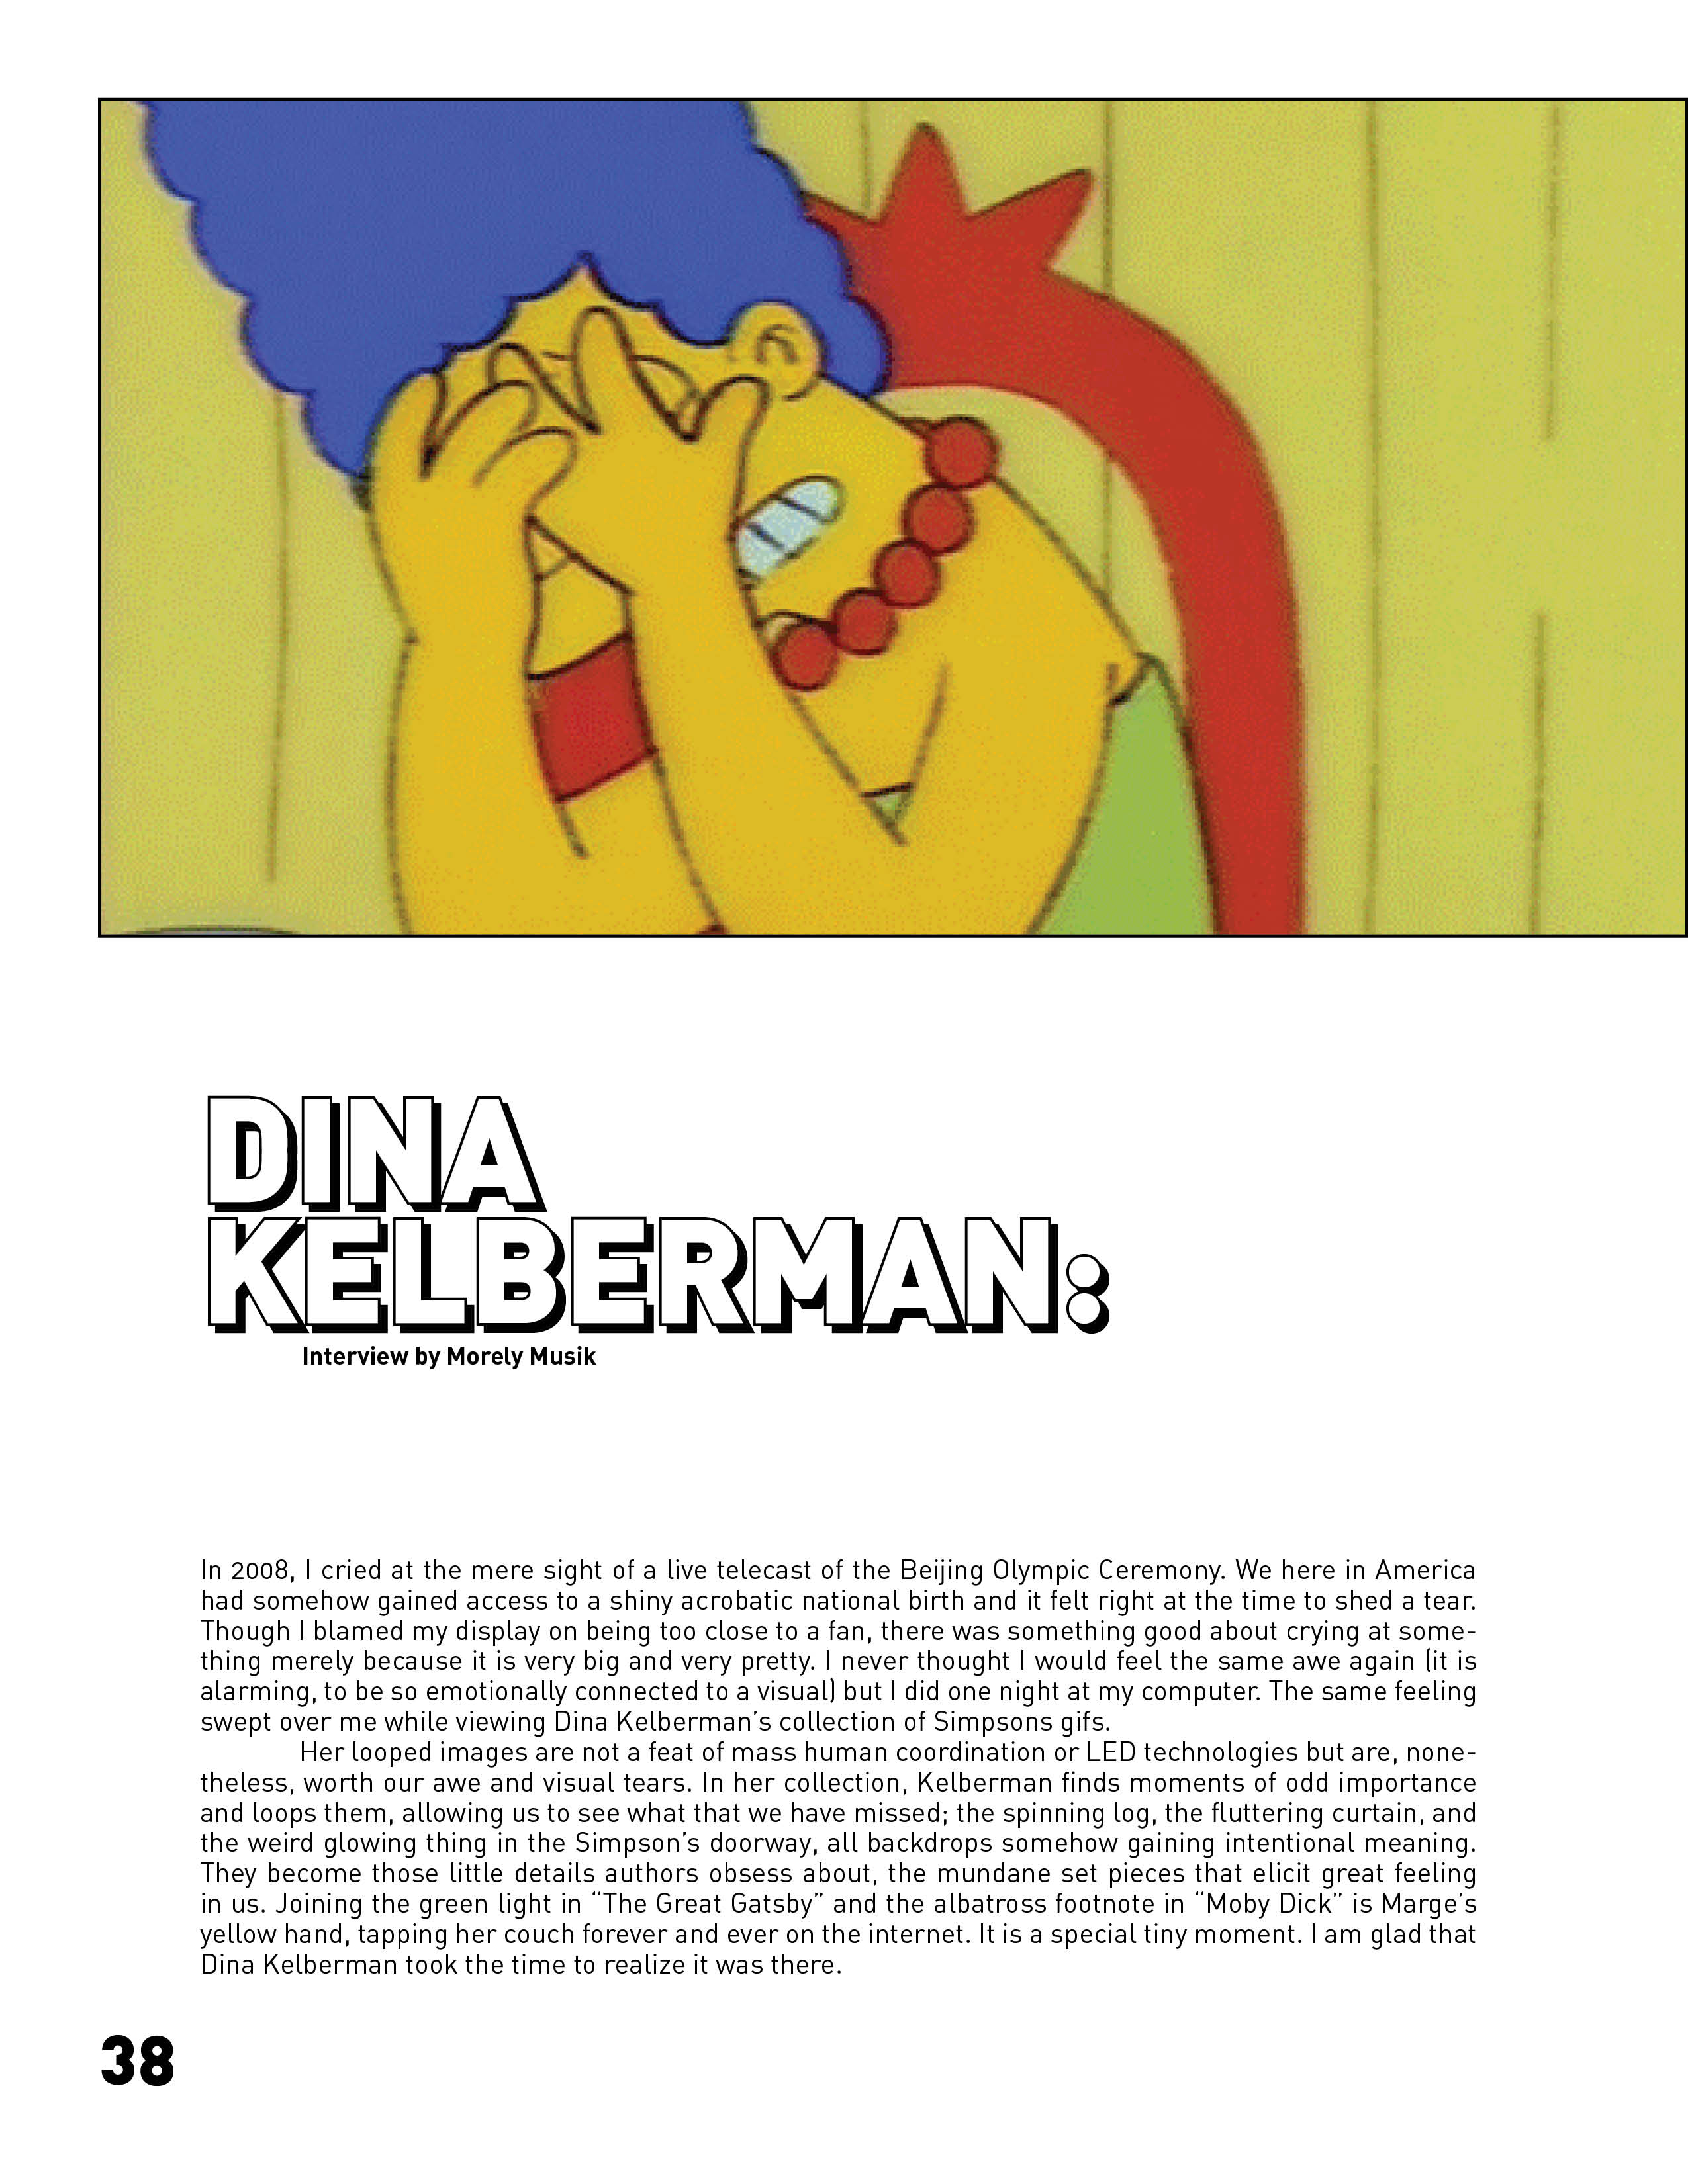 DINA
KELBERMAN:
Interview by Morely Musik
In 2008, I cried at the mere sight of a live telecast of the Beijing Olympic Ceremony. We here in America
had somehow gained access to a shiny acrobatic national birth and it felt right at the time to shed a tear.
Though I blamed my display on being too close to a fan, there was something good about crying at some-
thing merely because it is very big and very pretty. I never thought I would feel the same awe again (it is
alarming, to be so emotionally connected to a visual) but I did one night at my computer. The same feeling
swept over me while viewing Dina Kelberman’s collection of Simpsons gifs.
Her looped images are not a feat of mass human coordination or LED technologies but are, none-
theless, worth our awe and visual tears. In her collection, Kelberman finds moments of odd importance
and loops them, allowing us to see what that we have missed; the spinning log, the fluttering curtain, and
the weird glowing thing in the Simpson’s doorway, all backdrops somehow gaining intentional meaning.
They become those little details authors obsess about, the mundane set pieces that elicit great feeling
in us. Joining the green light in “The Great Gatsby” and the albatross footnote in “Moby Dick” is Marge’s
yellow hand, tapping her couch forever and ever on the internet. It is a special tiny moment. I am glad that
Dina Kelberman took the time to realize it was there.
38